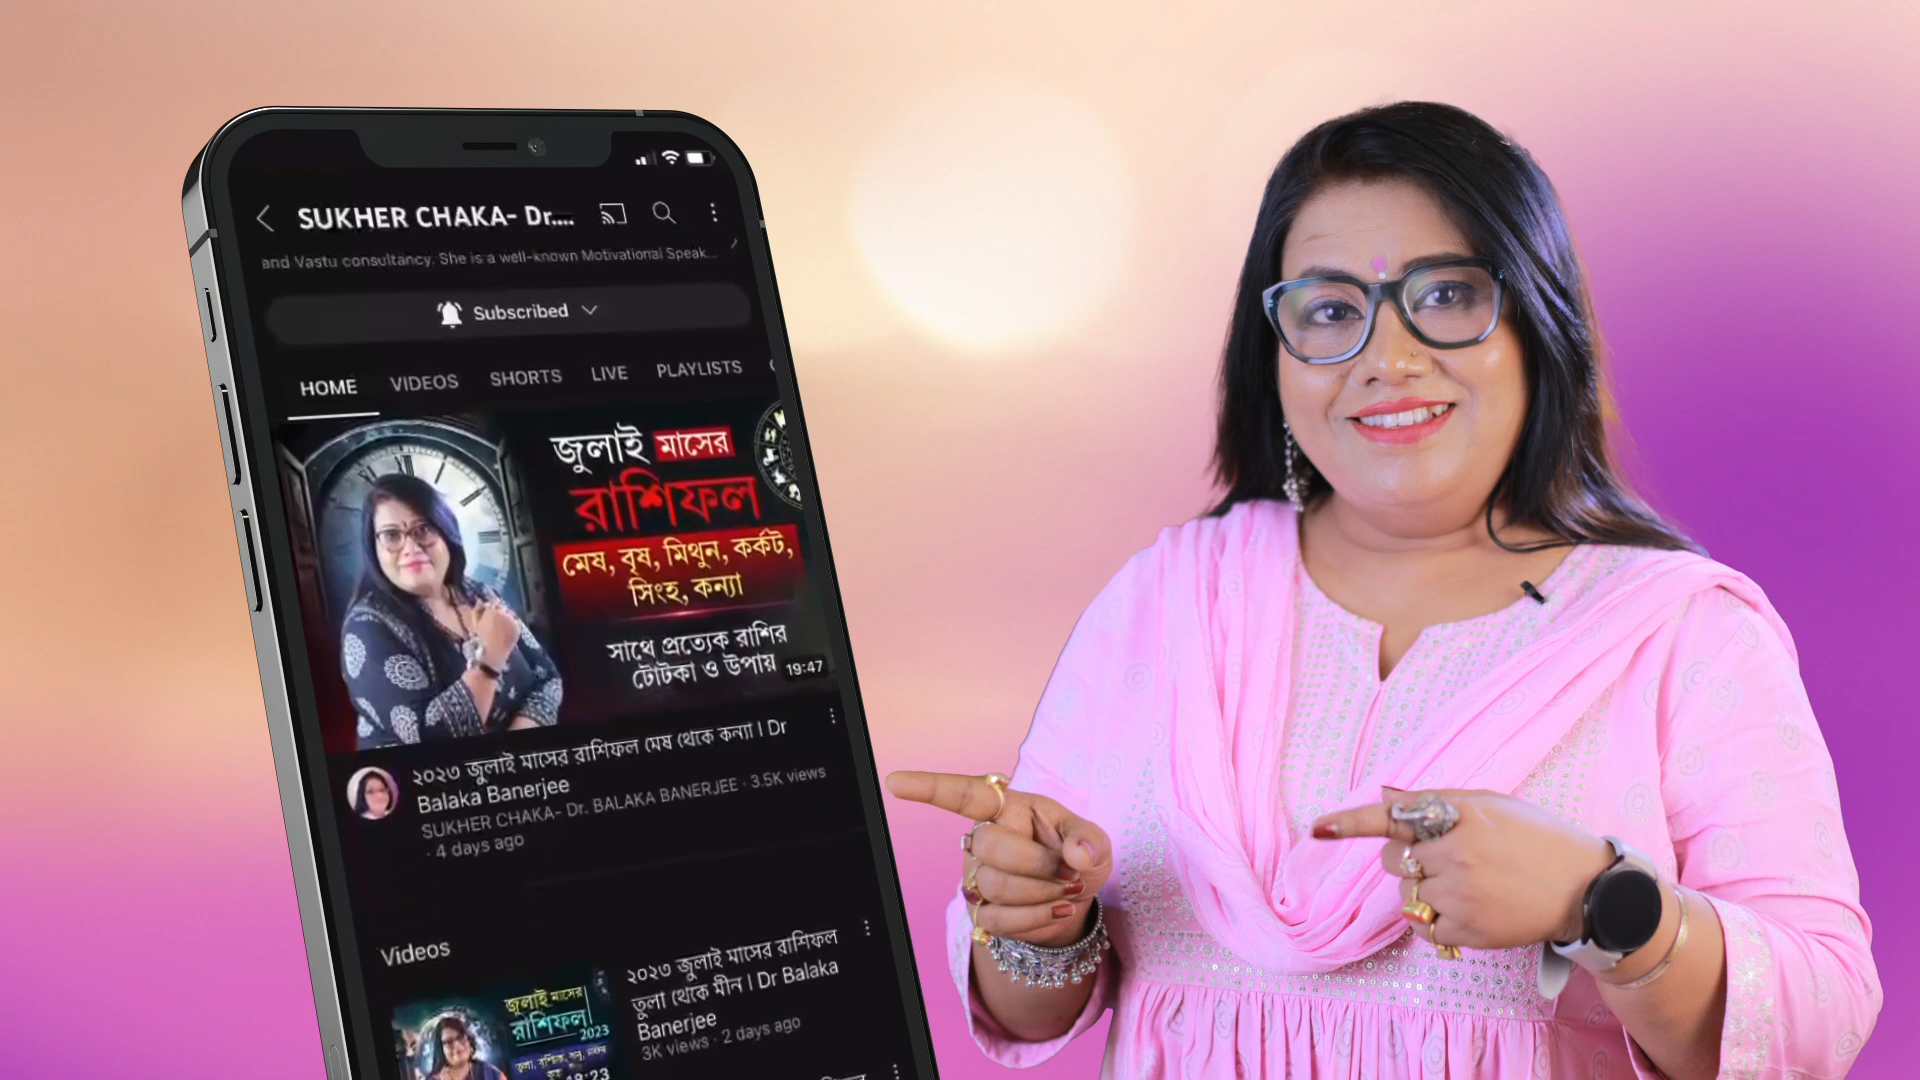 SUKHER CHAKA- Dr....
and Vastu consultancy. She is a well-known Motivational Speak...
Subscribed
HOME VIDEOS SHORTS LIVE PLAYLISTS
জুলাই মাসের
রাশিফল
মেষ, বৃষ, মিথুন, কর্কট,
সিংহ, কন্যা
সাথে প্রত্যেক রাশির
টোটকা ও উপায়
19:47
২০২৩ জুলাই মাসের রাশিফল মেষ থেকে কন্যা | Dr
Balaka Banerjee
SUKHER CHAKA- Dr. BALAKA BANERJEE · 3.5K views
· 4 days ago
Videos
জুলাই মাসের
রাশিফল
2023
18:23
২০২৩ জুলাই মাসের রাশিফল
তুলা থেকে মীন | Dr Balaka
Banerjee
3K views · 2 days ago